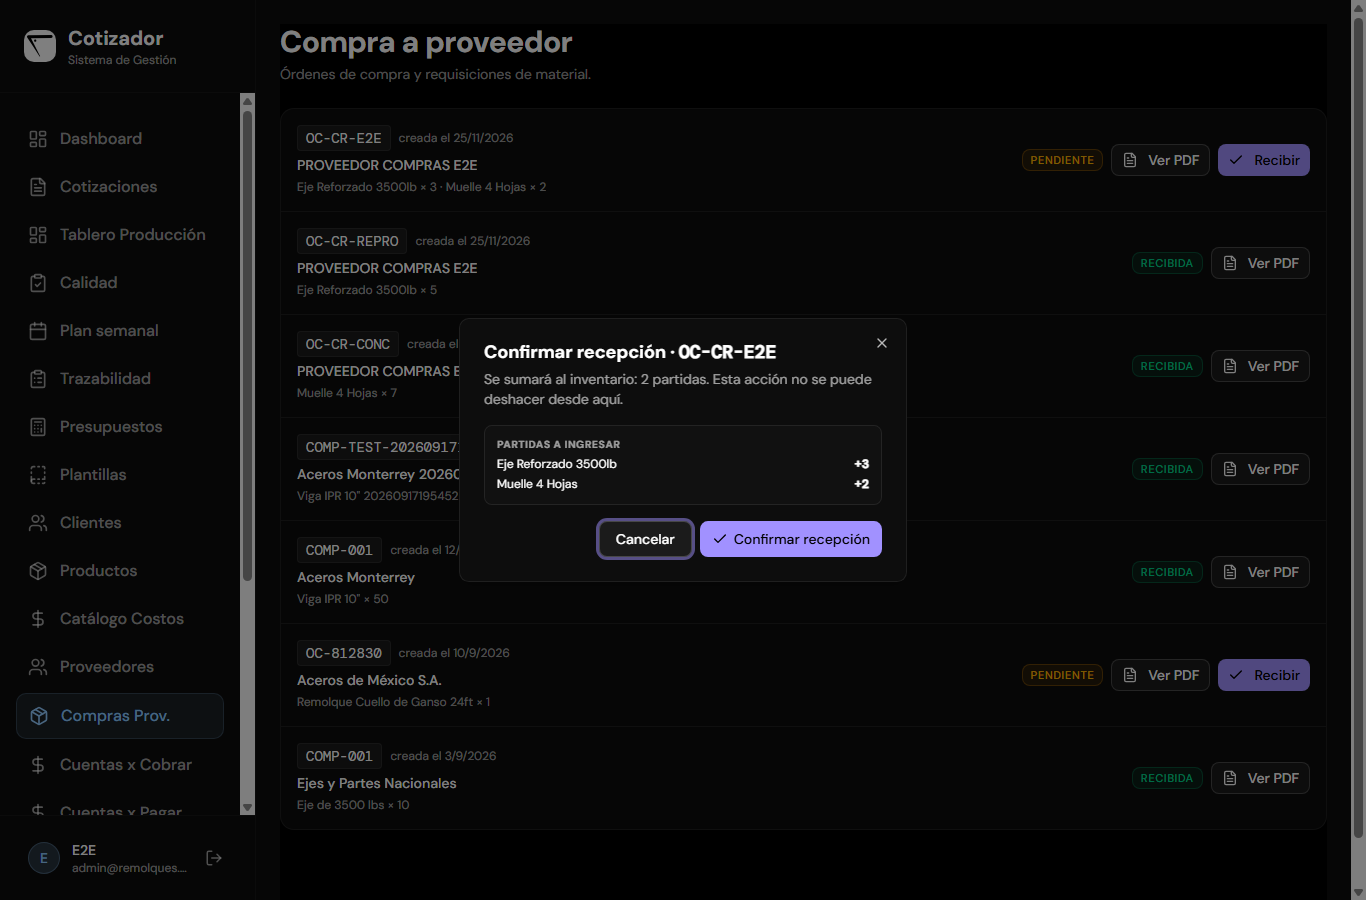 Cotizador
Sistema de Gestión
Dashboard
Cotizaciones
Tablero Producción
Calidad
Plan semanal
Trazabilidad
Presupuestos
Plantillas
Clientes
Productos
Catálogo Costos
Proveedores
Compras Prov.
Cuentas x Cobrar
Cuentas x Pagar
E
E2E
admin@remolques....
Compra a proveedor
Órdenes de compra y requisiciones de material.
OC-CR-E2E creada el 25/11/2026
PROVEEDOR COMPRAS E2E
Eje Reforzado 3500lb × 3 · Muelle 4 Hojas × 2
PENDIENTE Ver PDF Recibir
OC-CR-REPRO creada el 25/11/2026
PROVEEDOR COMPRAS E2E
Eje Reforzado 3500lb × 5
RECIBIDA Ver PDF
OC-CR-CONC creada el
PROVEEDOR COMPRAS E
Muelle 4 Hojas × 7
RECIBIDA Ver PDF
COMP-TEST-2026091
Aceros Monterrey 2026
Viga IPR 10" 20260917195452
RECIBIDA Ver PDF
COMP-001 creada el 12/
Aceros Monterrey
Viga IPR 10" × 50
RECIBIDA Ver PDF
OC-812830 creada el 10/9/2026
Aceros de México S.A.
Remolque Cuello de Ganso 24ft × 1
PENDIENTE Ver PDF Recibir
COMP-001 creada el 3/9/2026
Ejes y Partes Nacionales
Eje de 3500 lbs × 10
RECIBIDA Ver PDF
Confirmar recepción · OC-CR-E2E
Se sumará al inventario: 2 partidas. Esta acción no se puede
deshacer desde aquí.
PARTIDAS A INGRESAR
Eje Reforzado 3500lb +3
Muelle 4 Hojas +2
Cancelar Confirmar recepción